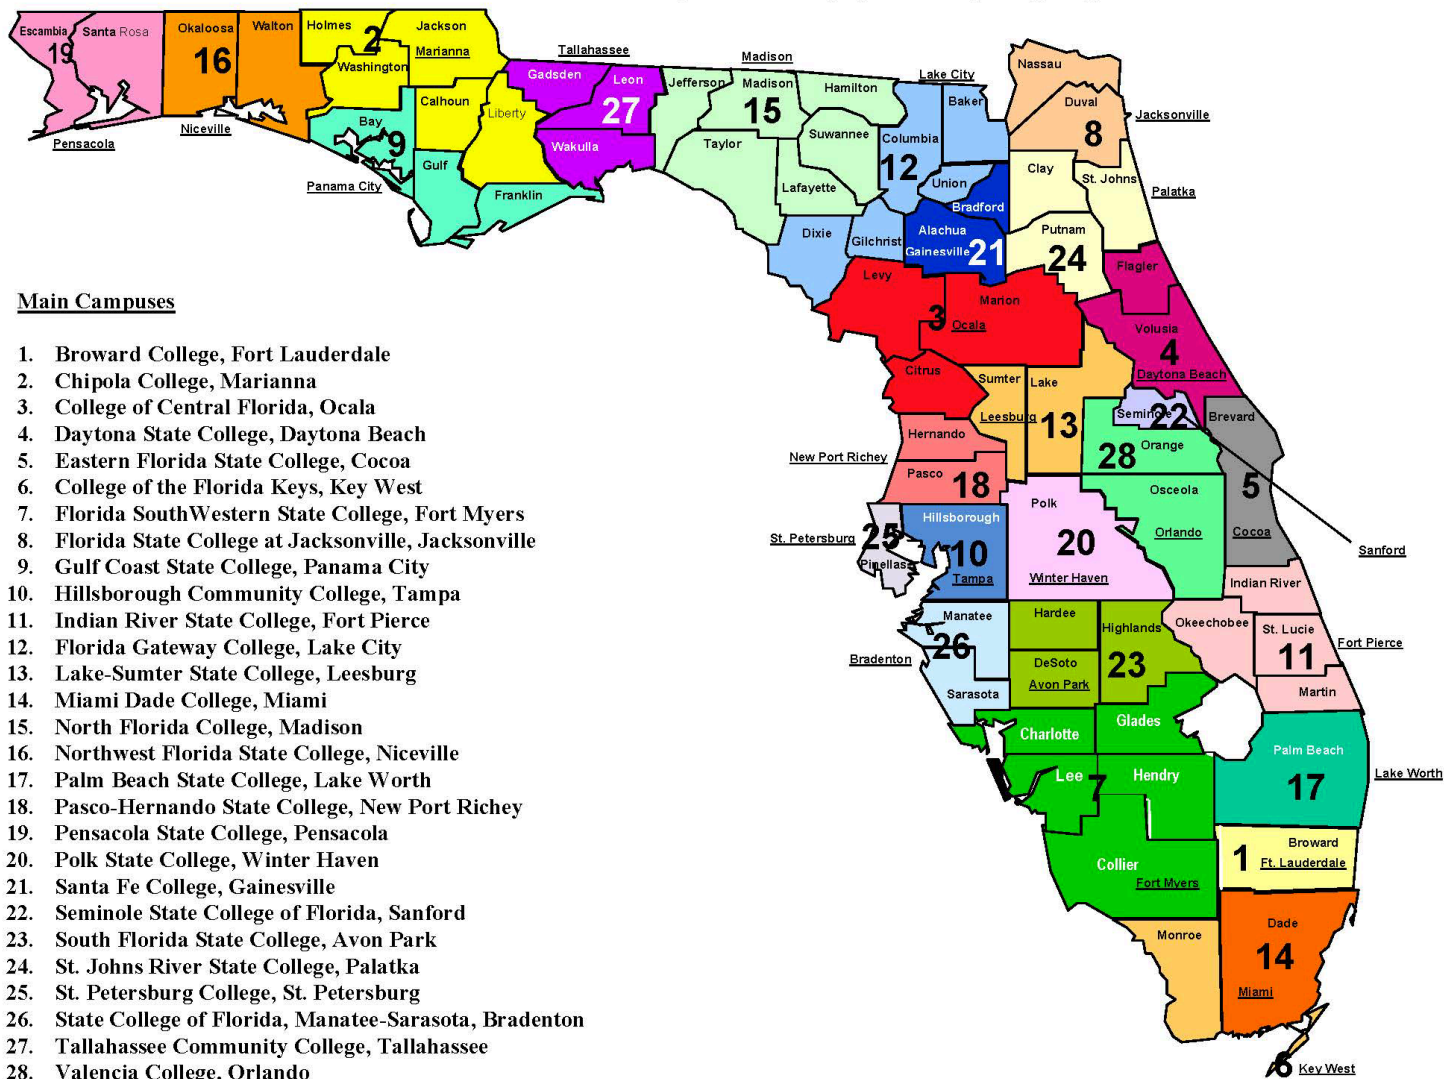 Escambia
19
Santa Rosa
Okaloosa
16
Walton
Niceville
Pensacola
Holmes
2
Jackson
Marianna
Washington
Calhoun
Bay
9
Gulf
Liberty
Franklin
Panama City
Tallahassee
Gadsden
Leon
27
Wakulla
Madison
Jefferson
Madison
15
Hamilton
Taylor
Suwannee
Lafayette
Lake City
Baker
Columbia
12
Union
Dixie
Gilchrist
Bradford
Alachua
Gainesville
21
Nassau
Duval
8
Jacksonville
Clay
St. Johns
Palatka
Putnam
24
Flagler
Volusia
4
Daytona Beach
Levy
Marion
3
Ocala
Citrus
Sumter
Lake
Leesburg
13
Seminole
22
Sanford
Brevard
5
Cocoa
Orange
28
Osceola
Orlando
Hernando
New Port Richey
Pasco
18
Hillsborough
10
Tampa
St. Petersburg
25
Pinellas
Polk
20
Winter Haven
Indian River
Okeechobee
St. Lucie
11
Fort Pierce
Martin
Manatee
26
Bradenton
Sarasota
Hardee
Highlands
23
DeSoto
Avon Park
Charlotte
Glades
Lee
7
Hendry
Collier
Fort Myers
Palm Beach
17
Lake Worth
Broward
1
Ft. Lauderdale
Monroe
Dade
14
Miami
6
Key West
Main Campuses
1. Broward College, Fort Lauderdale
2. Chipola College, Marianna
3. College of Central Florida, Ocala
4. Daytona State College, Daytona Beach
5. Eastern Florida State College, Cocoa
6. College of the Florida Keys, Key West
7. Florida SouthWestern State College, Fort Myers
8. Florida State College at Jacksonville, Jacksonville
9. Gulf Coast State College, Panama City
10. Hillsborough Community College, Tampa
11. Indian River State College, Fort Pierce
12. Florida Gateway College, Lake City
13. Lake-Sumter State College, Leesburg
14. Miami Dade College, Miami
15. North Florida College, Madison
16. Northwest Florida State College, Niceville
17. Palm Beach State College, Lake Worth
18. Pasco-Hernando State College, New Port Richey
19. Pensacola State College, Pensacola
20. Polk State College, Winter Haven
21. Santa Fe College, Gainesville
22. Seminole State College of Florida, Sanford
23. South Florida State College, Avon Park
24. St. Johns River State College, Palatka
25. St. Petersburg College, St. Petersburg
26. State College of Florida, Manatee-Sarasota, Bradenton
27. Tallahassee Community College, Tallahassee
28. Valencia College, Orlando